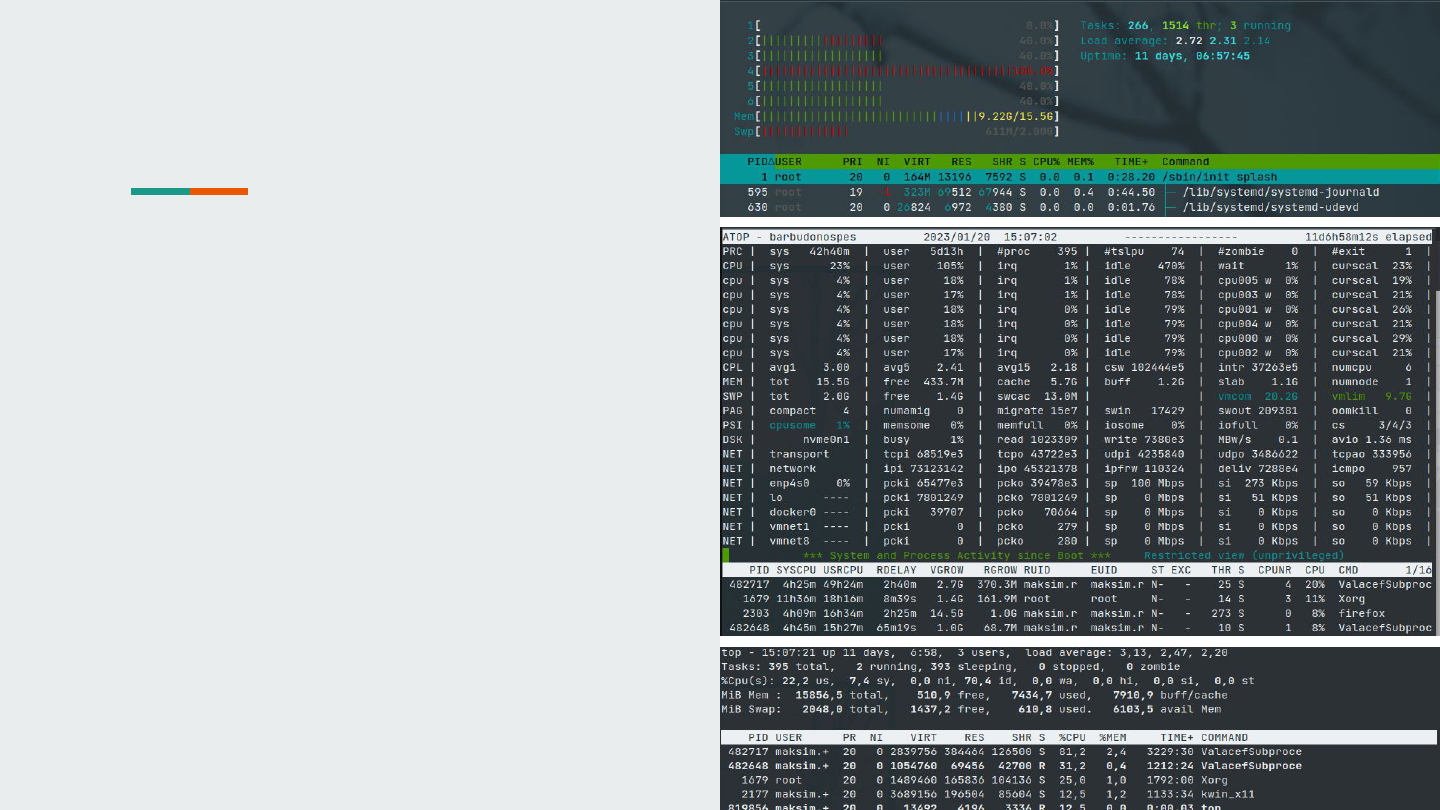 1[ 0.0%] Tasks: 266, 1514 thr; 3 running
2[ 40.0%] Load average: 2.72 2.31 2.14
3[ 40.0%] Uptime: 11 days, 06:57:45
4[ 100.0%]
5[ 40.0%]
6[ 40.0%]
Mem[ 9.22G/15.5G]
Swp[ 611M/2.00G]
PID△USER PRI NI VIRT RES SHR S CPU% MEM% TIME+ Command
1 root 20 0 164M 13196 7592 S 0.0 0.1 0:28.20 /sbin/init splash
595 root 19 -1 323M 69512 67944 S 0.0 0.4 0:44.50 ├─ /lib/systemd/systemd-journald
630 root 20 0 26824 6972 4380 S 0.0 0.0 0:01.76 ├─ /lib/systemd/systemd-udevd
ATOP - barbudonospes 2023/01/20 15:07:02 ----------------- 11d6h58m12s elapsed
PRC | sys 42h40m | user 5d13h | #proc 395 | #tslpu 74 | #zombie 0 | #exit 1 |
CPU | sys 23% | user 105% | irq 1% | idle 470% | wait 1% | curscal 23% |
cpu | sys 4% | user 18% | irq 1% | idle 78% | cpu005 w 0% | curscal 19% |
cpu | sys 4% | user 17% | irq 1% | idle 78% | cpu003 w 0% | curscal 21% |
cpu | sys 4% | user 18% | irq 0% | idle 79% | cpu001 w 0% | curscal 26% |
cpu | sys 4% | user 18% | irq 0% | idle 79% | cpu004 w 0% | curscal 21% |
cpu | sys 4% | user 18% | irq 0% | idle 79% | cpu000 w 0% | curscal 29% |
cpu | sys 4% | user 17% | irq 0% | idle 79% | cpu002 w 0% | curscal 21% |
CPL | avg1 3.00 | avg5 2.41 | avg15 2.18 | csw 102444e5 | intr 37263e5 | numcpu 6 |
MEM | tot 15.5G | free 433.7M | cache 5.7G | buff 1.2G | slab 1.1G | numnode 1 |
SWP | tot 2.0G | free 1.4G | swcac 13.0M | | vmcom 20.2G | vmlim 9.7G |
PAG | compact 4 | numamig 0 | migrate 15e7 | swin 17429 | swout 209381 | oomkill 0 |
PSI | cpusome 1% | memsome 0% | memfull 0% | iosome 0% | iofull 0% | cs 3/4/3 |
DSK | nvme0n1 | busy 1% | read 1023309 | write 7380e3 | MBw/s 0.1 | avio 1.36 ms |
NET | transport | tcpi 68519e3 | tcpo 43722e3 | udpi 4235840 | udpo 3486622 | tcpao 333956 |
NET | network | ipi 73123142 | ipo 45321378 | ipfrw 110324 | deliv 7288e4 | icmpo 957 |
NET | enp4s0 0% | pcki 65477e3 | pcko 39478e3 | sp 100 Mbps | si 273 Kbps | so 59 Kbps |
NET | lo ---- | pcki 7801249 | pcko 7801249 | sp 0 Mbps | si 51 Kbps | so 51 Kbps |
NET | docker0 ---- | pcki 39707 | pcko 70664 | sp 0 Mbps | si 0 Kbps | so 0 Kbps |
NET | vmnet1 ---- | pcki 0 | pcko 279 | sp 0 Mbps | si 0 Kbps | so 0 Kbps |
NET | vmnet8 ---- | pcki 0 | pcko 280 | sp 0 Mbps | si 0 Kbps | so 0 Kbps |
*** System and Process Activity since Boot *** Restricted view (unprivileged)
PID SYSCPU USRCPU RDELAY VGROW RGROW RUID EUID ST EXC THR S CPUNR CPU CMD 1/16
482717 4h25m 49h24m 2h40m 2.7G 370.3M maksim.r maksim.r N- - 25 S 4 20% ValacefSubproc
1679 11h36m 18h16m 8m39s 1.4G 161.9M root root N- - 14 S 3 11% Xorg
2303 4h09m 16h34m 2h25m 14.5G 1.0G maksim.r maksim.r N- - 273 S 0 8% firefox
482648 4h45m 15h27m 65m19s 1.0G 68.7M maksim.r maksim.r N- - 10 S 1 8% ValacefSubproc
top - 15:07:21 up 11 days, 6:58, 3 users, load average: 3,13, 2,47, 2,20
Tasks: 395 total, 2 running, 393 sleeping, 0 stopped, 0 zombie
%Cpu(s): 22,2 us, 7,4 sy, 0,0 ni, 70,4 id, 0,0 wa, 0,0 hi, 0,0 si, 0,0 st
MiB Mem : 15856,5 total, 510,9 free, 7434,7 used, 7910,9 buff/cache
MiB Swap: 2048,0 total, 1437,2 free, 610,8 used. 6103,5 avail Mem
PID USER PR NI VIRT RES SHR S %CPU %MEM TIME+ COMMAND
482717 maksim.+ 20 0 2839756 384464 126500 S 81,2 2,4 3229:30 ValacefSubproce
482648 maksim.+ 20 0 1054760 69456 42700 R 31,2 0,4 1212:24 ValacefSubproce
1679 root 20 0 1489460 165836 104136 S 25,0 1,0 1792:00 Xorg
2177 maksim.+ 20 0 3689156 196504 85604 S 12,5 1,2 1133:34 kwin_x11
819856 maksim.+ 20 0 13492 4196 3336 R 12,5 0,0 0:00.03 top